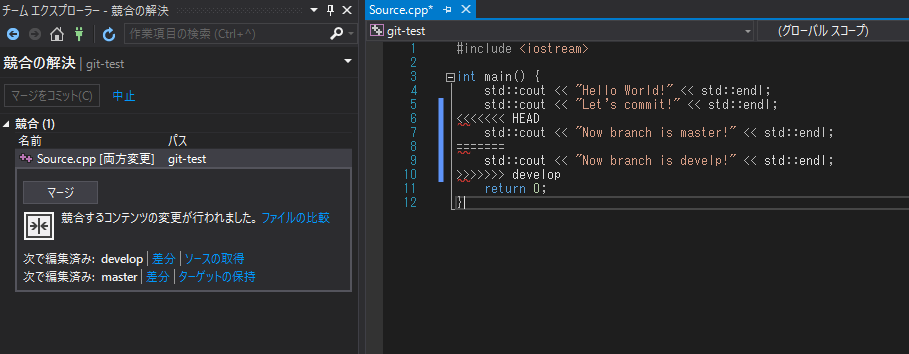 チーム エクスプローラー - 競合の解決
作業項目の検索 (Ctrl+^)
競合の解決 | git-test
マージをコミット(C) 中止
競合 (1)
名前 パス
Source.cpp [両方変更] git-test
マージ
競合するコンテンツの変更が行われました。 ファイルの比較
次で編集済み: develop | 差分 | ソースの取得
次で編集済み: master | 差分 | ターゲットの保持
Source.cpp*
git-test (グローバル スコープ)
1 #include <iostream>
2
3 int main() {
4 std::cout << "Hello World!" << std::endl;
5 std::cout << "Let's commit!" << std::endl;
6 <<<<<<< HEAD
7 std::cout << "Now branch is master!" << std::endl;
8 =======
9 std::cout << "Now branch is develp!" << std::endl;
10 >>>>>>> develop
11 return 0;
12 }